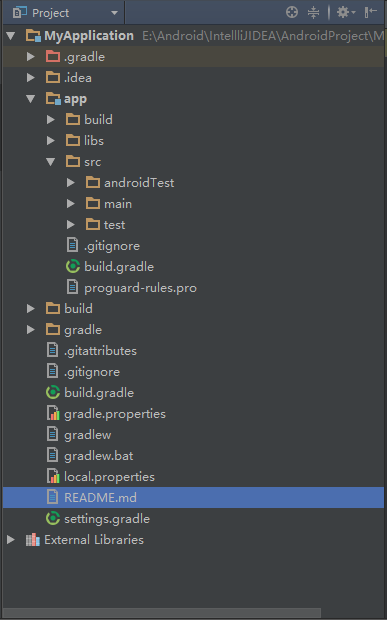 Project
MyApplication E:\Android\IntellliJIDEA\AndroidProject\M
.gradle
.idea
app
build
libs
src
androidTest
main
test
.gitignore
build.gradle
proguard-rules.pro
build
gradle
.gitattributes
.gitignore
build.gradle
gradle.properties
gradlew
gradlew.bat
local.properties
README.md
settings.gradle
External Libraries